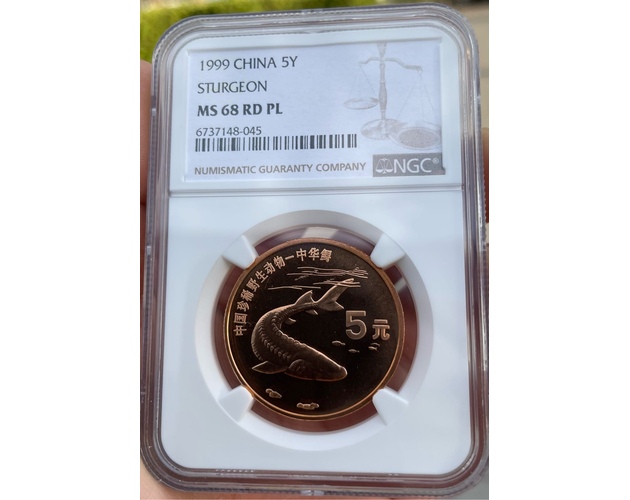 1999 CHINA 5Y
STURGEON
MS 68 RD PL
6737148-045
NUMISMATIC GUARANTY COMPANY
NGC®
中国珍稀野生动物－中华鲟
5元